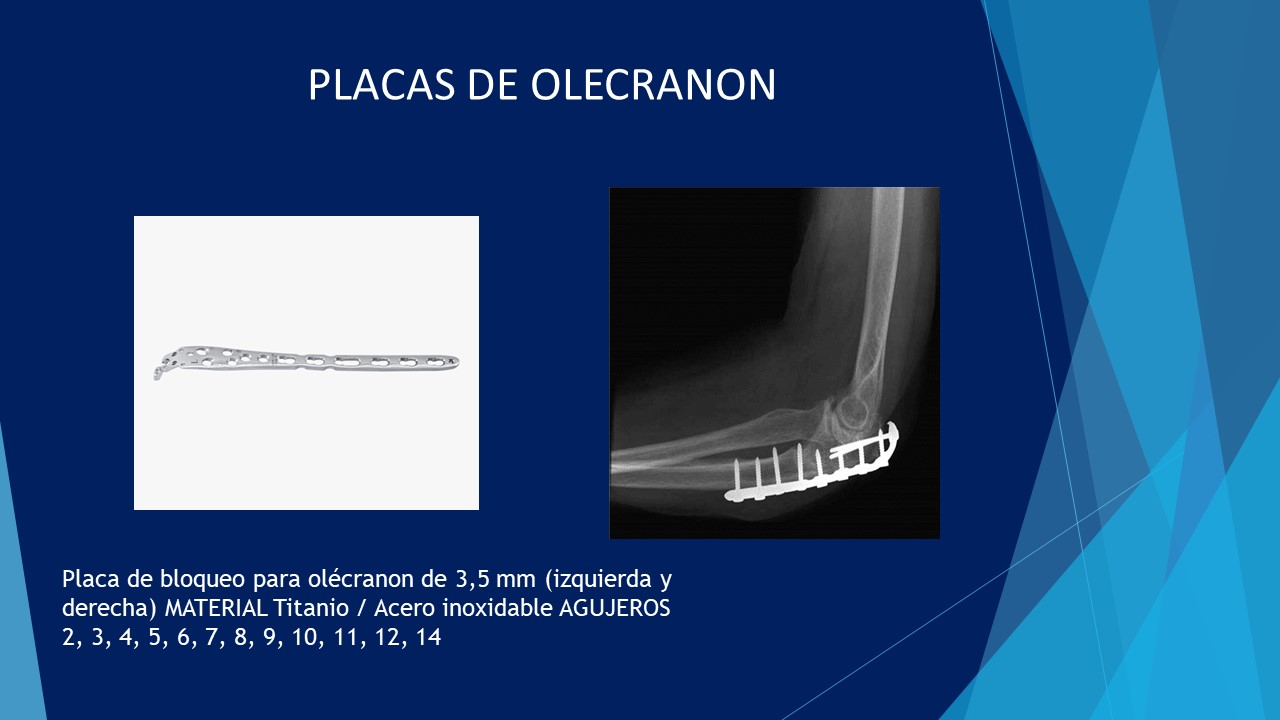 PLACAS DE OLECRANON
Placa de bloqueo para olécranon de 3,5 mm (izquierda y
derecha) MATERIAL Titanio / Acero inoxidable AGUJEROS
2, 3, 4, 5, 6, 7, 8, 9, 10, 11, 12, 14